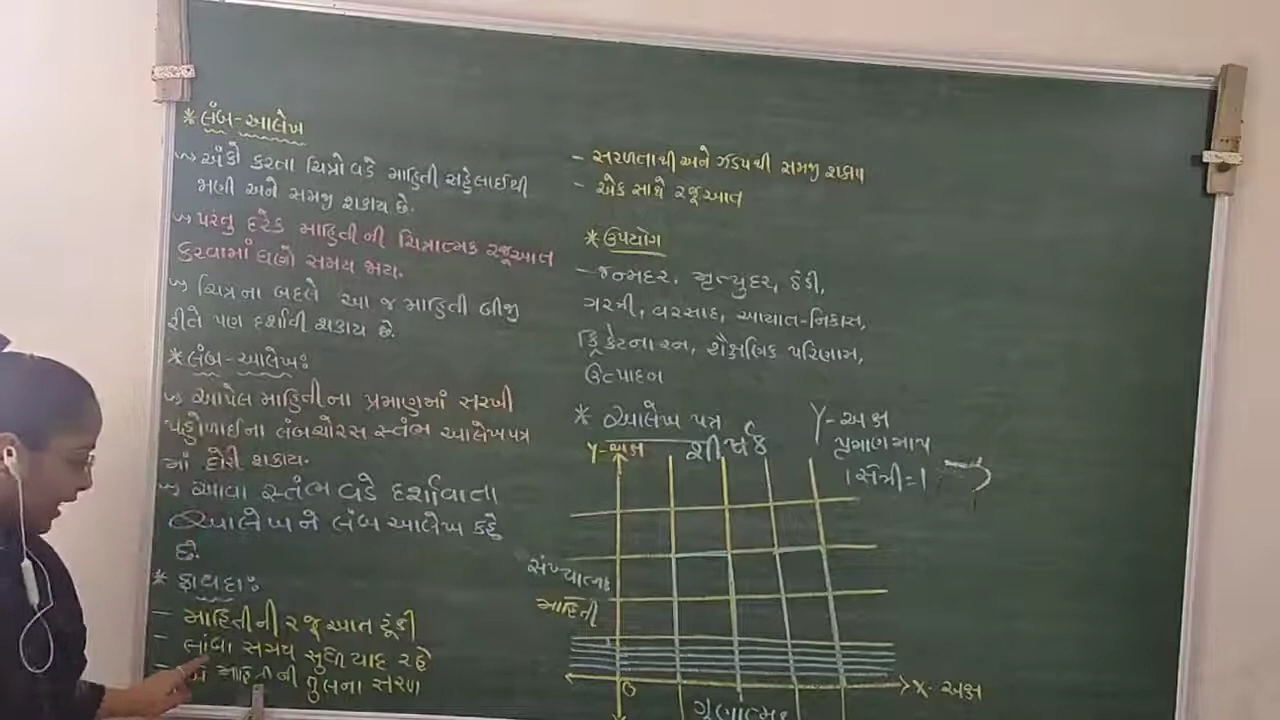 * લંબ-આલેખ
અંકો કરતા ચિત્રો વડે માહિતી સહેલાઈથી
ભણી અને સમજી શકાય છે.
પરંતુ દરેક માહિતીની ચિત્રાત્મક રજૂઆત
કરવામાં ઘણો સમય જાય.
ચિત્રના બદલે આ જ માહિતી બીજી
રીતે પણ દર્શાવી શકાય છે.
* લંબ-આલેખ:
આપેલ માહિતીના પ્રમાણમાં સરખી
પહોળાઈના લંબચોરસ સ્તંભ આલેખપત્ર
માં દોરી શકાય.
આવા સ્તંભ વડે દર્શાવાતા
આલેખને લંબ આલેખ કહે
છે.
* ફાયદા:
- માહિતીની રજૂઆત ટૂંકી
- લાંબા સમય સુધી યાદ રહે
- બે માહિતીની તુલના સરળ
- સરળતાથી અને ઝડપથી સમજી શકાય
- એક સાથે રજૂઆત
* ઉપયોગ
- જન્મદર, મૃત્યુદર, ઠંડી,
ગરમી, વરસાદ, આયાત-નિકાસ,
ક્રિકેટના રન, શૈક્ષણિક પરિણામ,
ઉત્પાદન
* આલેખ પત્ર
Y-અક્ષ
શીર્ષક
Y-અક્ષ
પ્રમાણમાપ
1 સેમી = 1
સંખ્યાત્મક
માહિતી
0
X-અક્ષ
ગુણાત્મક